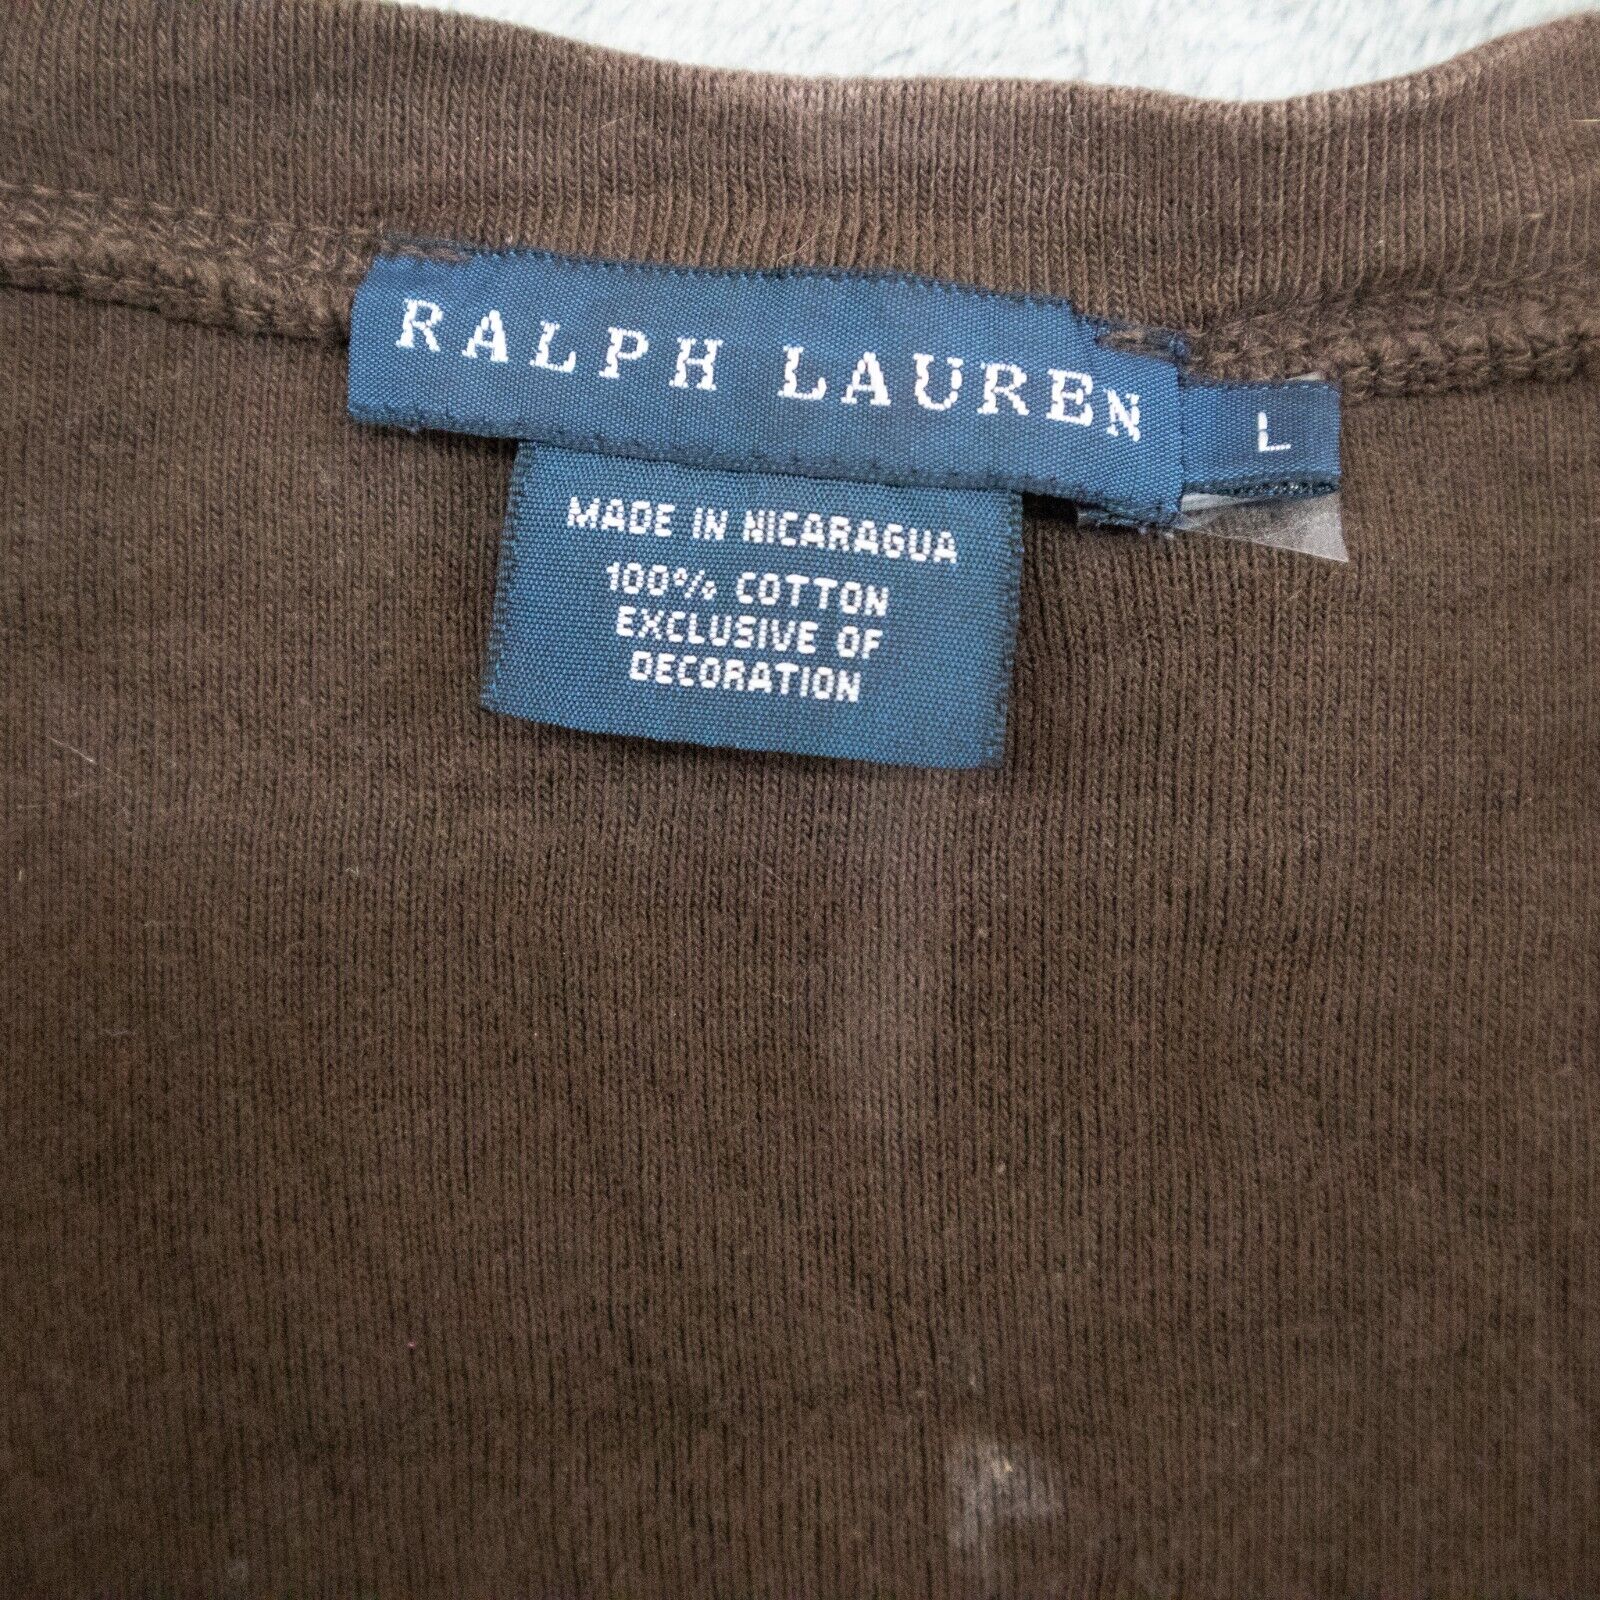 RALPH LAUREN
L
MADE IN NICARAGUA
100% COTTON
EXCLUSIVE OF
DECORATION